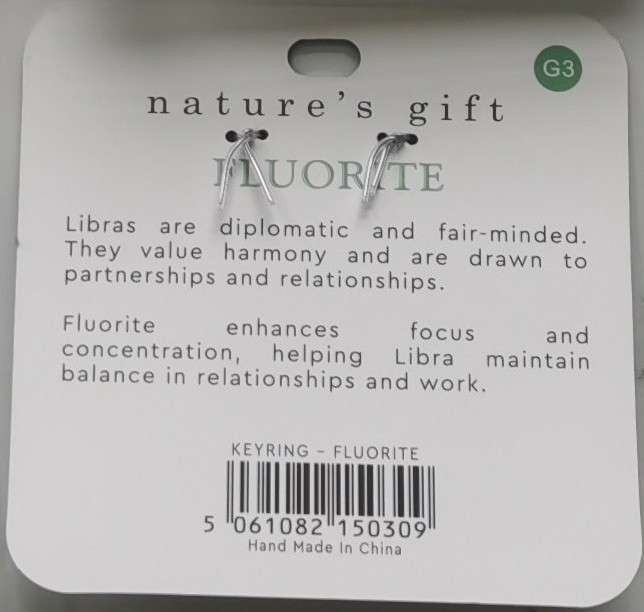 G3
nature's gift
FLUORITE
Libras are diplomatic and fair-minded.
They value harmony and are drawn to
partnerships and relationships.
Fluorite enhances focus and
concentration, helping Libra maintain
balance in relationships and work.
KEYRING - FLUORITE
5 061082 150309
Hand Made In China